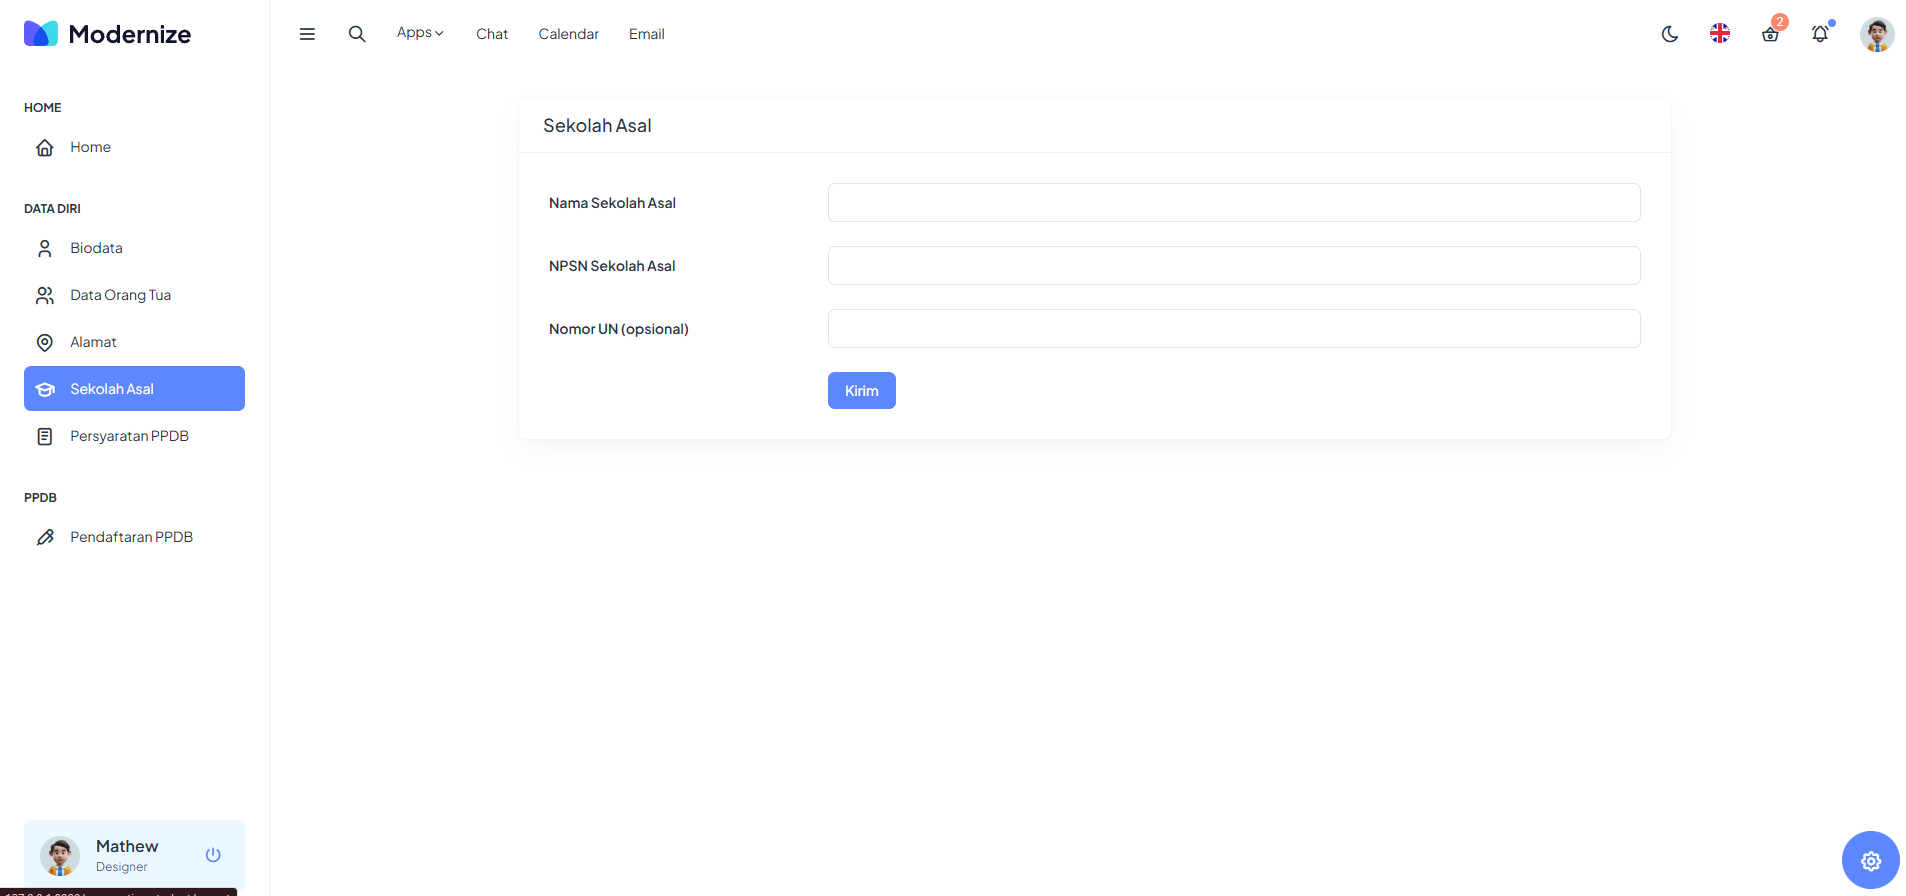 Modernize
Apps
Chat
Calendar
Email
2
HOME
Home
DATA DIRI
Biodata
Data Orang Tua
Alamat
Sekolah Asal
Persyaratan PPDB
PPDB
Pendaftaran PPDB
Sekolah Asal
Nama Sekolah Asal
NPSN Sekolah Asal
Nomor UN (opsional)
Kirim
Mathew
Designer